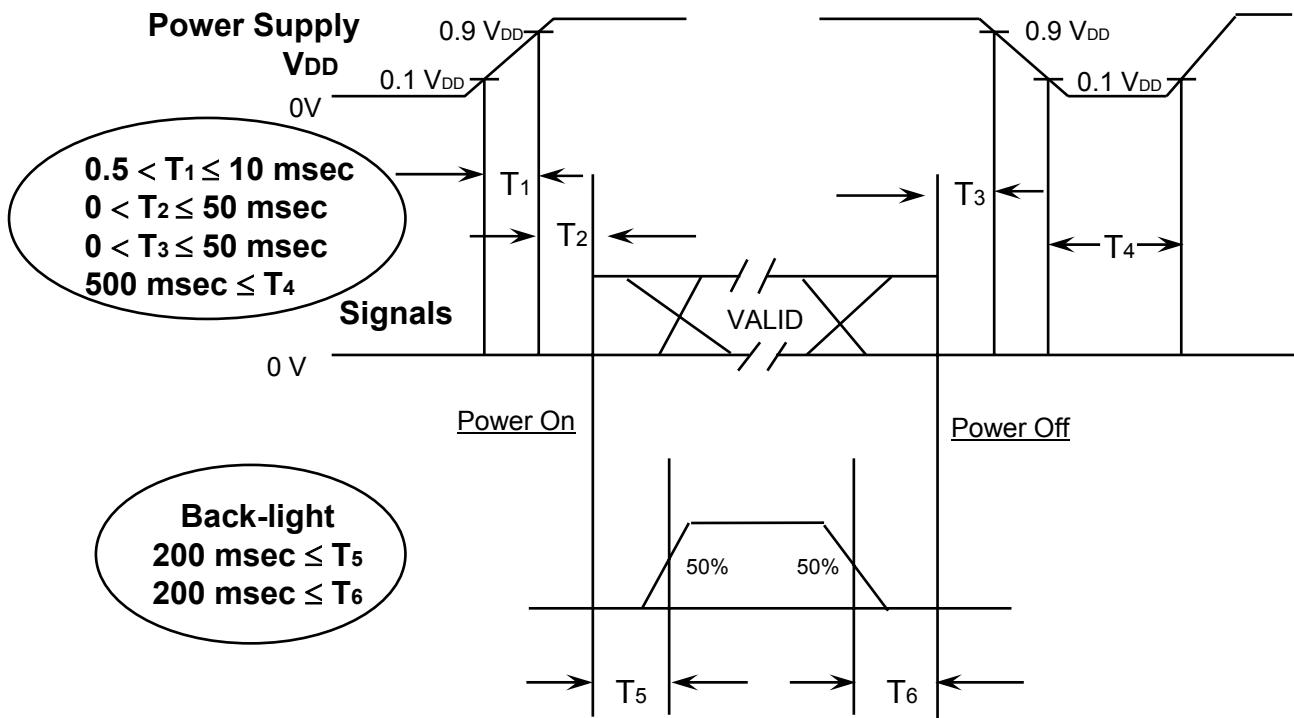 Power Supply
VDD
0.9 VDD
0.1 VDD
0V
0.9 VDD
0.1 VDD
0.5 < T1 ≤ 10 msec
0 < T2 ≤ 50 msec
0 < T3 ≤ 50 msec
500 msec ≤ T4
T1
T2
T3
T4
Signals
VALID
0 V
Power On
Power Off
Back-light
200 msec ≤ T5
200 msec ≤ T6
50%
50%
T5
T6